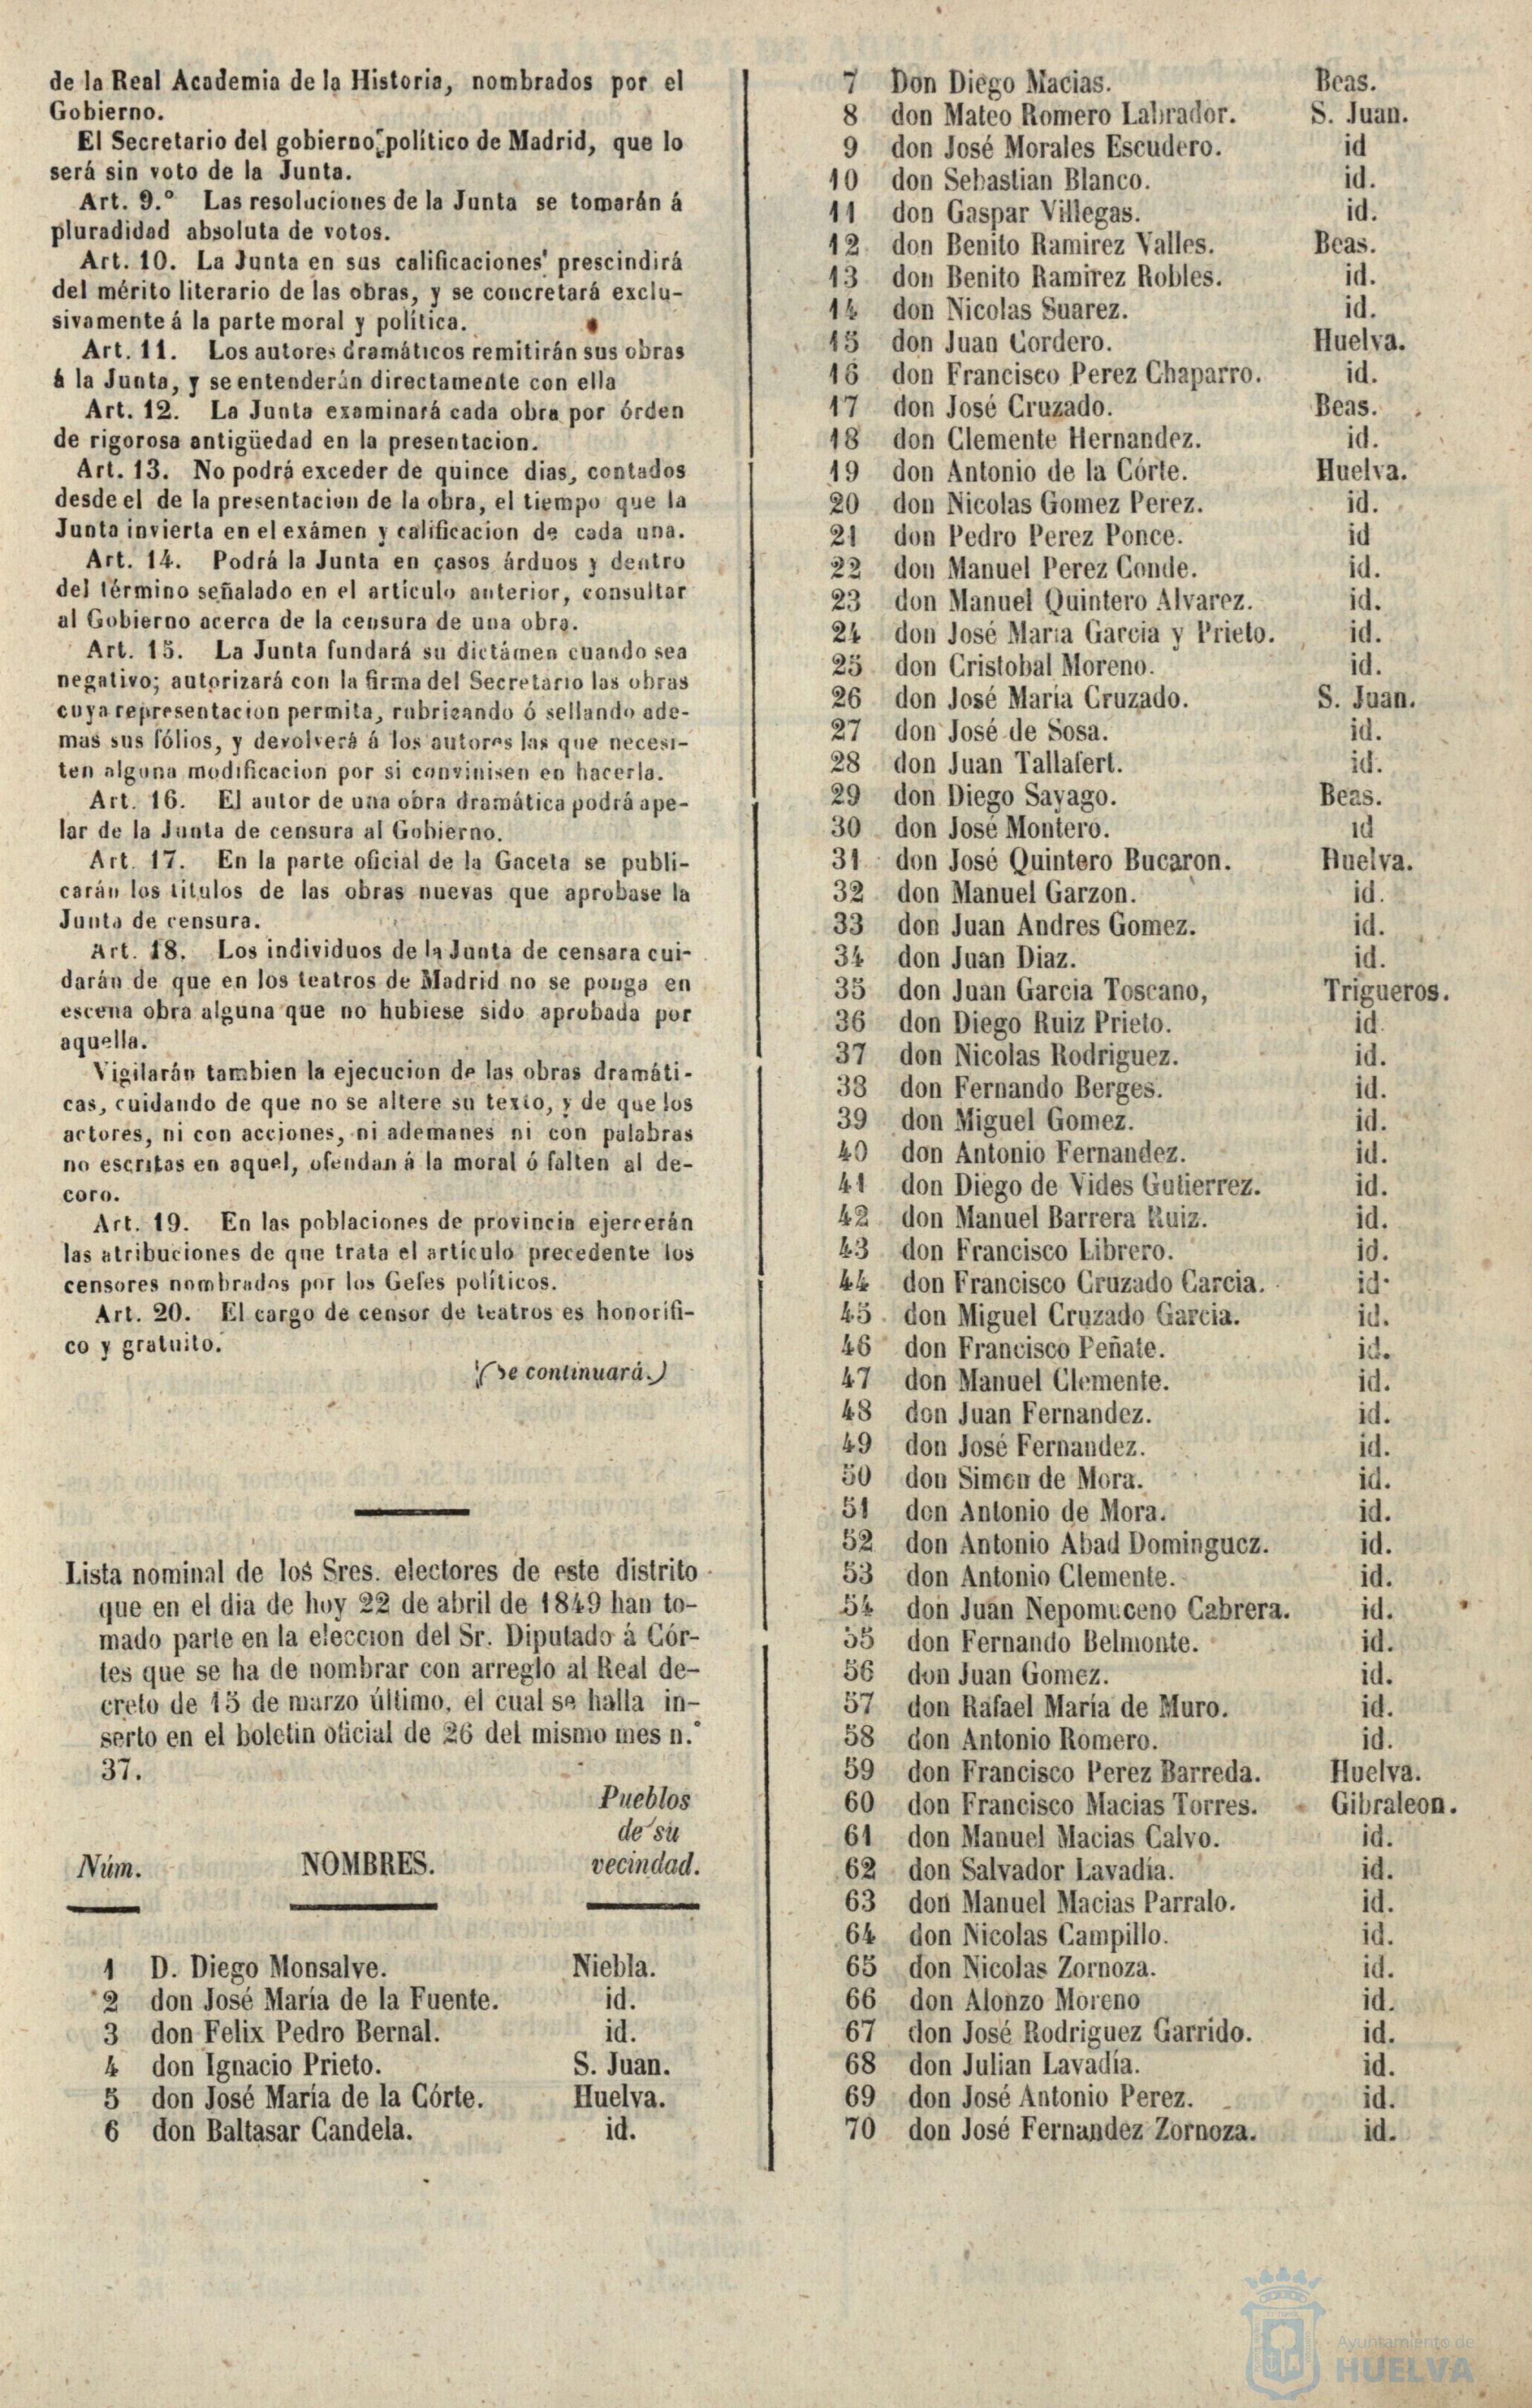 de la Real Academia de la Historia, nombrados por el
Gobierno.
El Secretario del gobierno político de Madrid, que lo
será sin voto de la Junta.
Art. 9.° Las resoluciones de la Junta se tomarán á
pluradidad absoluta de votos.
Art. 10. La Junta en sus calificaciones prescindirá
del mérito literario de las obras, y se concretará exclu-
sivamente á la parte moral y política.
Art. 11. Los autores dramáticos remitirán sus obras
á la Junta, y se entenderán directamente con ella
Art. 12. La Junta examinará cada obra por órden
de rigorosa antigüedad en la presentacion.
Art. 13. No podrá exceder de quince dias, contados
desde el de la presentacion de la obra, el tiempo que la
Junta invierta en el exámen y calificacion de cada una.
Art. 14. Podrá la Junta en casos árduos y dentro
del término señalado en el artículo anterior, consultar
al Gobierno acerca de la censura de una obra.
Art. 15. La Junta fundará su dictámen cuando sea
negativo; autorizará con la firma del Secretario las obras
cuya representacion permita, rubricando ó sellando ade-
mas sus fólios, y devolverá á los autores las que necesi-
ten alguna modificacion por si convinisen en hacerla.
Art. 16. El autor de una obra dramática podrá ape-
lar de la Junta de censura al Gobierno.
Art. 17. En la parte oficial de la Gaceta se publi-
carán los titulos de las obras nuevas que aprobase la
Junta de censura.
Art. 18. Los individuos de la Junta de censara cui-
darán de que en los teatros de Madrid no se ponga en
escena obra alguna que no hubiese sido aprobada por
aquella.
Vigilarán tambien la ejecucion de las obras dramáti-
cas, cuidando de que no se altere su texto, y de que los
actores, ni con acciones, ni ademanes ni con palabras
no escritas en aquel, ofendan á la moral ó falten al de-
coro.
Art. 19. En las poblaciones de provincia ejercerán
las atribuciones de que trata el artículo precedente los
censores nombrados por los Gefes políticos.
Art. 20. El cargo de censor de teatros es honorifi-
co y gratuito.
(Se continuará.)
Lista nominal de los Sres. electores de este distrito
que en el dia de hoy 22 de abril de 1849 han to-
mado parte en la eleccion del Sr. Diputado á Cór-
tes que se ha de nombrar con arreglo al Real de-
creto de 15 de marzo último, el cual se halla in-
serto en el boletin oficial de 26 del mismo mes n.°
37.
Pueblos
de su
Núm. NOMBRES. vecindad.
1 D. Diego Monsalve. Niebla.
2 don José María de la Fuente. id.
3 don Felix Pedro Bernal. id.
4 don Ignacio Prieto. S. Juan.
5 don José María de la Córte. Huelva.
6 don Baltasar Candela. id.
7 Don Diego Macias. Beas.
8 don Mateo Romero Labrador. S. Juan.
9 don José Morales Escudero. id
10 don Sebastian Blanco. id.
11 don Gaspar Villegas. id.
12 don Benito Ramirez Valles. Beas.
13 don Benito Ramirez Robles. id.
14 don Nicolas Suarez. id.
15 don Juan Cordero. Huelva.
16 don Francisco Perez Chaparro. id.
17 don José Cruzado. Beas.
18 don Clemente Hernandez. id.
19 don Antonio de la Córte. Huelva.
20 don Nicolas Gomez Perez. id.
21 don Pedro Perez Ponce. id
22 don Manuel Perez Conde. id.
23 don Manuel Quintero Alvarez. id.
24 don José Maria Garcia y Prieto. id.
25 don Cristobal Moreno. id.
26 don José Maria Cruzado. S. Juan.
27 don José de Sosa. id.
28 don Juan Tallafert. id.
29 don Diego Sayago. Beas.
30 don José Montero. id
31 don José Quintero Bucaron. Huelva.
32 don Manuel Garzon. id.
33 don Juan Andres Gomez. id.
34 don Juan Diaz. id.
35 don Juan Garcia Toscano, Trigueros.
36 don Diego Ruiz Prieto. id.
37 don Nicolas Rodriguez. id.
38 don Fernando Berges. id.
39 don Miguel Gomez. id.
40 don Antonio Fernandez. id.
41 don Diego de Vides Gutierrez. id.
42 don Manuel Barrera Ruiz. id.
43 don Francisco Librero. id.
44 don Francisco Cruzado Garcia. id.
45 don Miguel Cruzado Garcia. id.
46 don Francisco Peñate. id.
47 don Manuel Clemente. id.
48 don Juan Fernandez. id.
49 don José Fernandez. id.
50 don Simon de Mora. id.
51 don Antonio de Mora. id.
52 don Antonio Abad Dominguez. id.
53 don Antonio Clemente. id.
54 don Juan Nepomuceno Cabrera. id.
55 don Fernando Belmonte. id.
56 don Juan Gomez. id.
57 don Rafael María de Muro. id.
58 don Antonio Romero. id.
59 don Francisco Perez Barreda. Huelva.
60 don Francisco Macias Torres. Gibraleon.
61 don Manuel Macias Calvo. id.
62 don Salvador Lavadía. id.
63 don Manuel Macias Parralo. id.
64 don Nicolas Campillo. id.
65 don Nicolas Zornoza. id.
66 don Alonzo Moreno id.
67 don José Rodriguez Garrido. id.
68 don Julian Lavadía. id.
69 don José Antonio Perez. id.
70 don José Fernandez Zornoza. id.
Ayuntamiento de
HUELVA